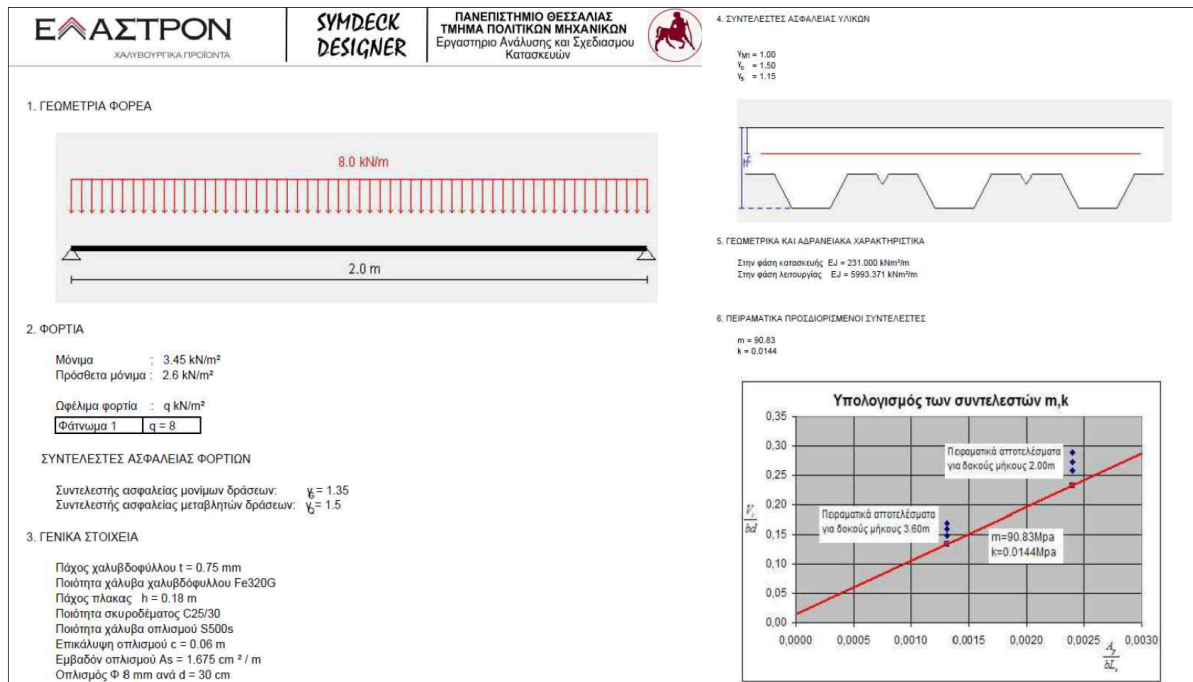 ΕΛΑΣΤΡΟΝ
ΧΑΛΥΒΟΥΡΓΙΚΑ ΠΡΟΪΟΝΤΑ
SYMDECK
DESIGNER
ΠΑΝΕΠΙΣΤΗΜΙΟ ΘΕΣΣΑΛΙΑΣ
ΤΜΗΜΑ ΠΟΛΙΤΙΚΩΝ ΜΗΧΑΝΙΚΩΝ
Εργαστηριο Ανάλυσης και Σχεδιασμου
Κατασκευών
1. ΓΕΩΜΕΤΡΙΑ ΦΟΡΕΑ
8.0 kN/m
2.0 m
2. ΦΟΡΤΙΑ
Μόνιμα : 3.45 kN/m²
Πρόσθετα μόνιμα : 2.6 kN/m²
Ωφέλιμα φορτία : q kN/m²
Φάτνωμα 1 q = 8
ΣΥΝΤΕΛΕΣΤΕΣ ΑΣΦΑΛΕΙΑΣ ΦΟΡΤΙΩΝ
Συντελεστής ασφαλείας μονίμων δράσεων: γG = 1.35
Συντελεστής ασφαλείας μεταβλητών δράσεων: γQ = 1.5
3. ΓΕΝΙΚΑ ΣΤΟΙΧΕΙΑ
Πάχος χαλυβδοφύλλου t = 0.75 mm
Ποιότητα χάλυβα χαλυβδόφυλλου Fe320G
Πάχος πλακας h = 0.18 m
Ποιότητα σκυροδέματος C25/30
Ποιότητα χάλυβα οπλισμού S500s
Επικάλυψη οπλισμού c = 0.06 m
Εμβαδόν οπλισμού As = 1.675 cm ² / m
Οπλισμός Φ 8 mm ανά d = 30 cm
4. ΣΥΝΤΕΛΕΣΤΕΣ ΑΣΦΑΛΕΙΑΣ ΥΛΙΚΩΝ
γM1 = 1.00
γc = 1.50
γs = 1.15
h c
5. ΓΕΩΜΕΤΡΙΚΑ ΚΑΙ ΑΔΡΑΝΕΙΑΚΑ ΧΑΡΑΚΤΗΡΙΣΤΙΚΑ
Στην φάση κατασκευής EJ = 231.000 kNm²/m
Στην φάση λειτουργίας EJ = 5993.371 kNm²/m
6. ΠΕΙΡΑΜΑΤΙΚΑ ΠΡΟΣΔΙΟΡΙΣΜΕΝΟΙ ΣΥΝΤΕΛΕΣΤΕΣ
m = 90.83
k = 0.0144
Υπολογισμός των συντελεστών m,k
0,35
0,30
0,25
0,20
0,15
0,10
0,05
0,00
Vt
bd
Πειραματικά αποτελέσματα
για δοκούς μήκους 2.00m
Πειραματικά αποτελέσματα
για δοκούς μήκους 3.60m
m=90.83Mpa
k=0.0144Mpa
0,0000 0,0005 0,0010 0,0015 0,0020 0,0025 0,0030
Ap
bLs